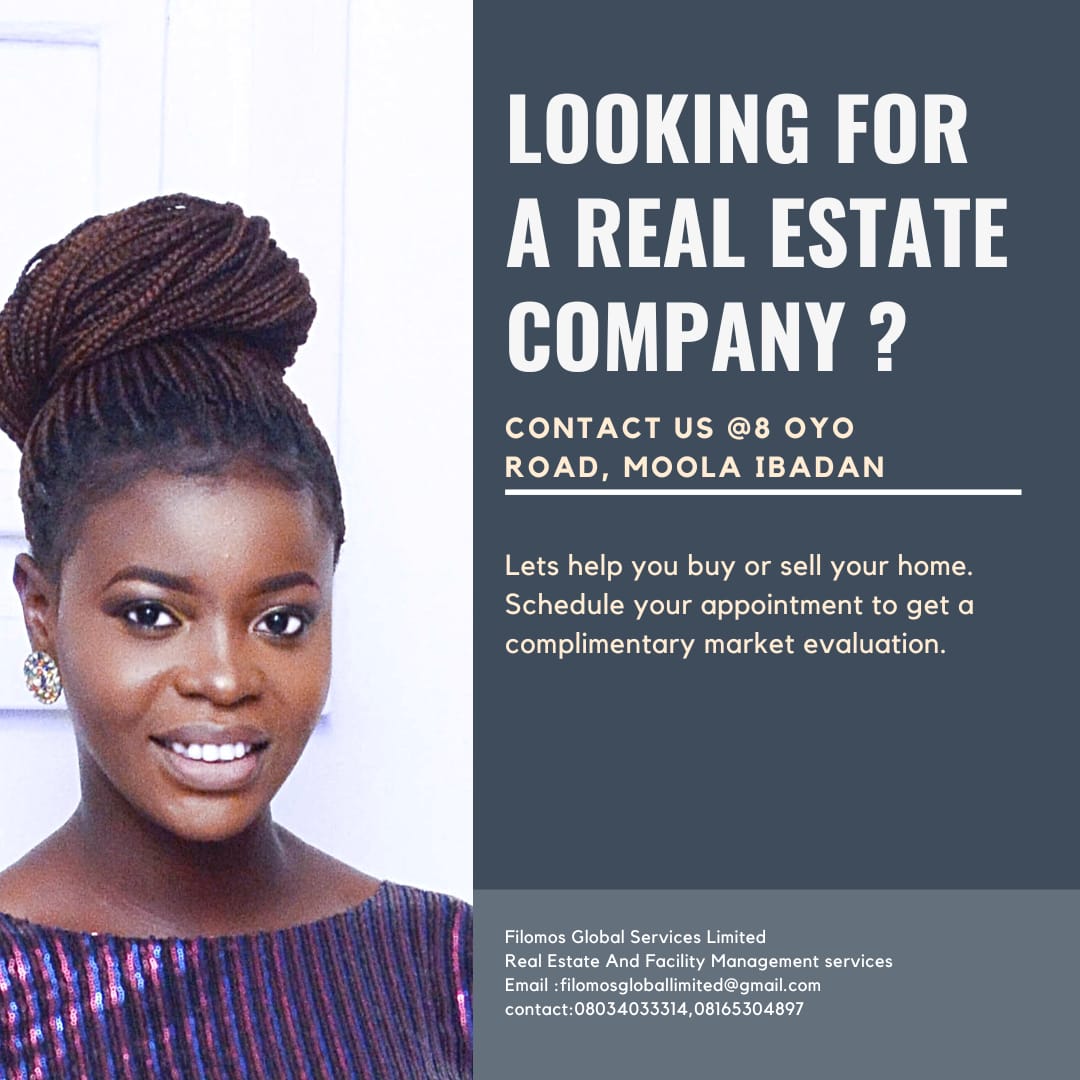 LOOKING FOR
A REAL ESTATE
COMPANY ?
CONTACT US @8 OYO
ROAD, MOOLA IBADAN
Lets help you buy or sell your home.
Schedule your appointment to get a
complimentary market evaluation.
Filomos Global Services Limited
Real Estate And Facility Management services
Email :filomosgloballimited@gmail.com
contact:08034033314,08165304897